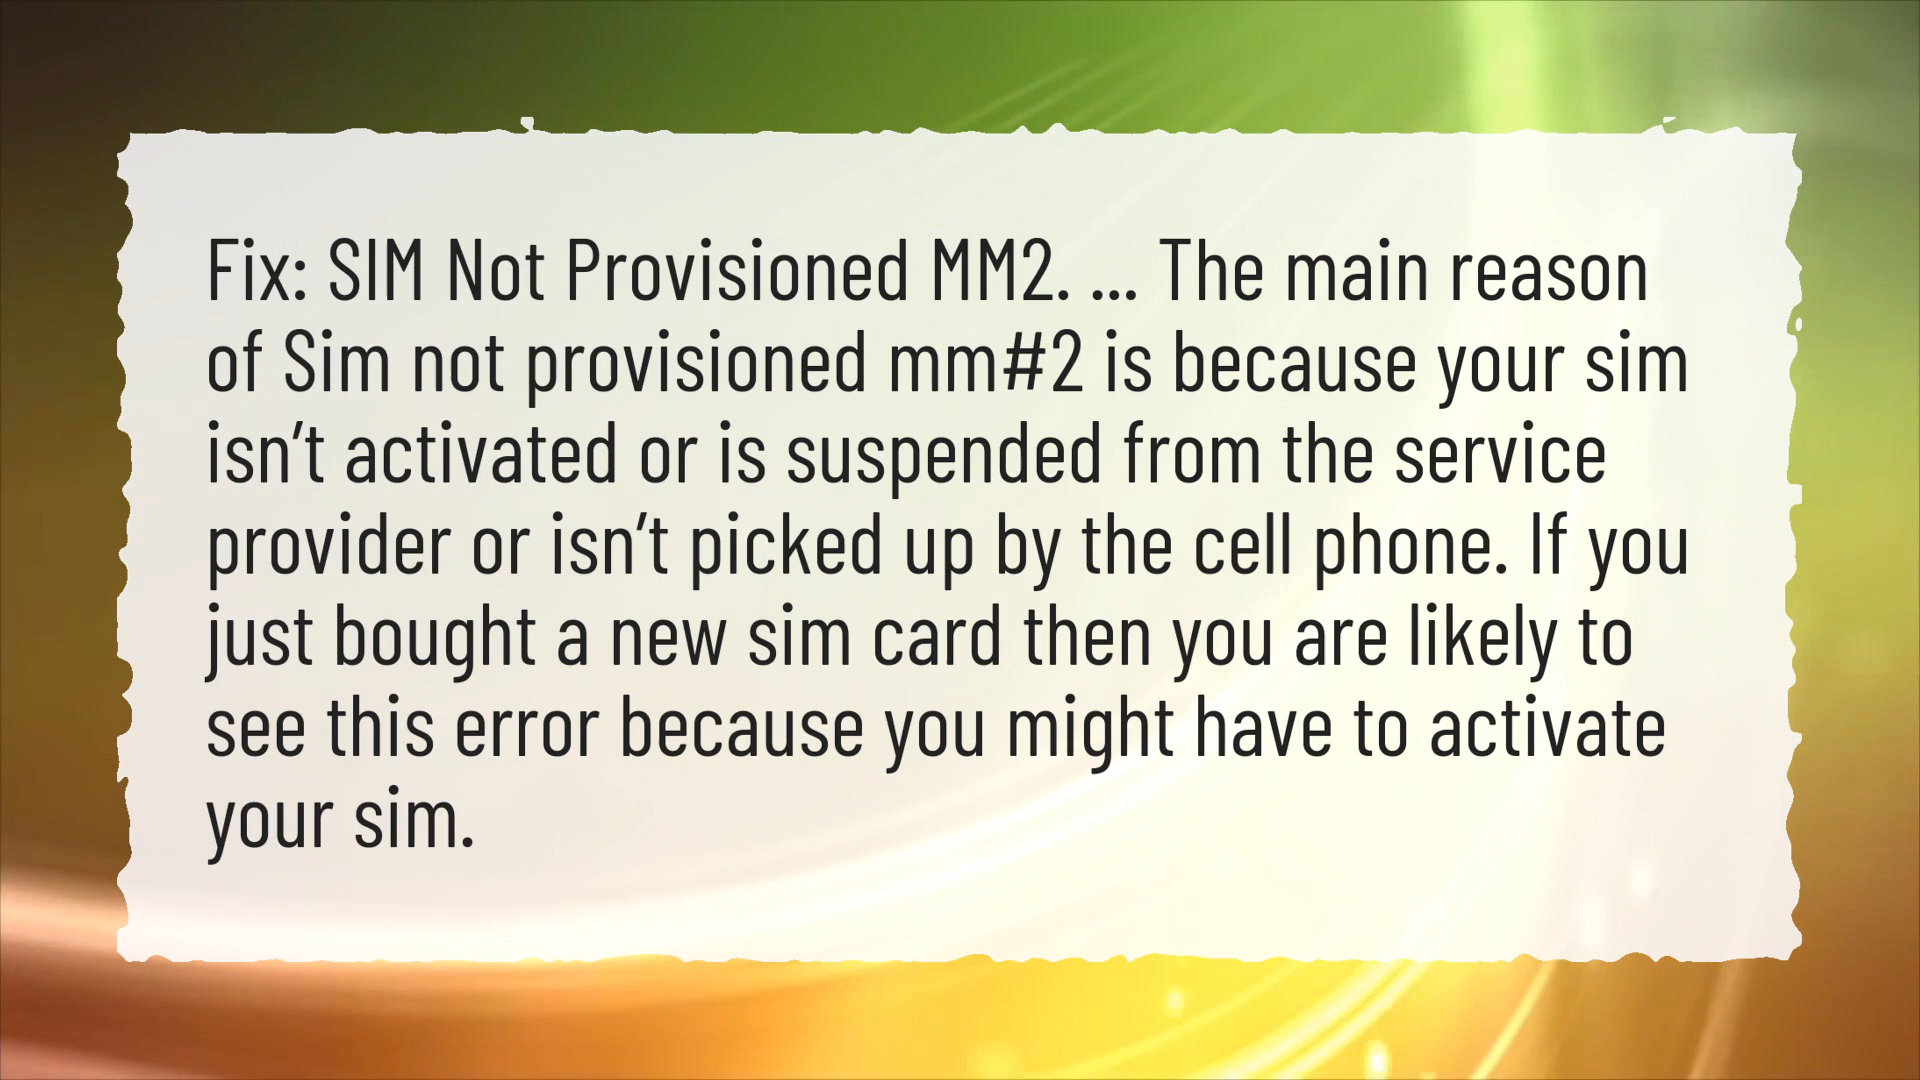 Fix: SIM Not Provisioned MM2. ... The main reason
of Sim not provisioned mm#2 is because your sim
isn’t activated or is suspended from the service
provider or isn’t picked up by the cell phone. If you
just bought a new sim card then you are likely to
see this error because you might have to activate
your sim.